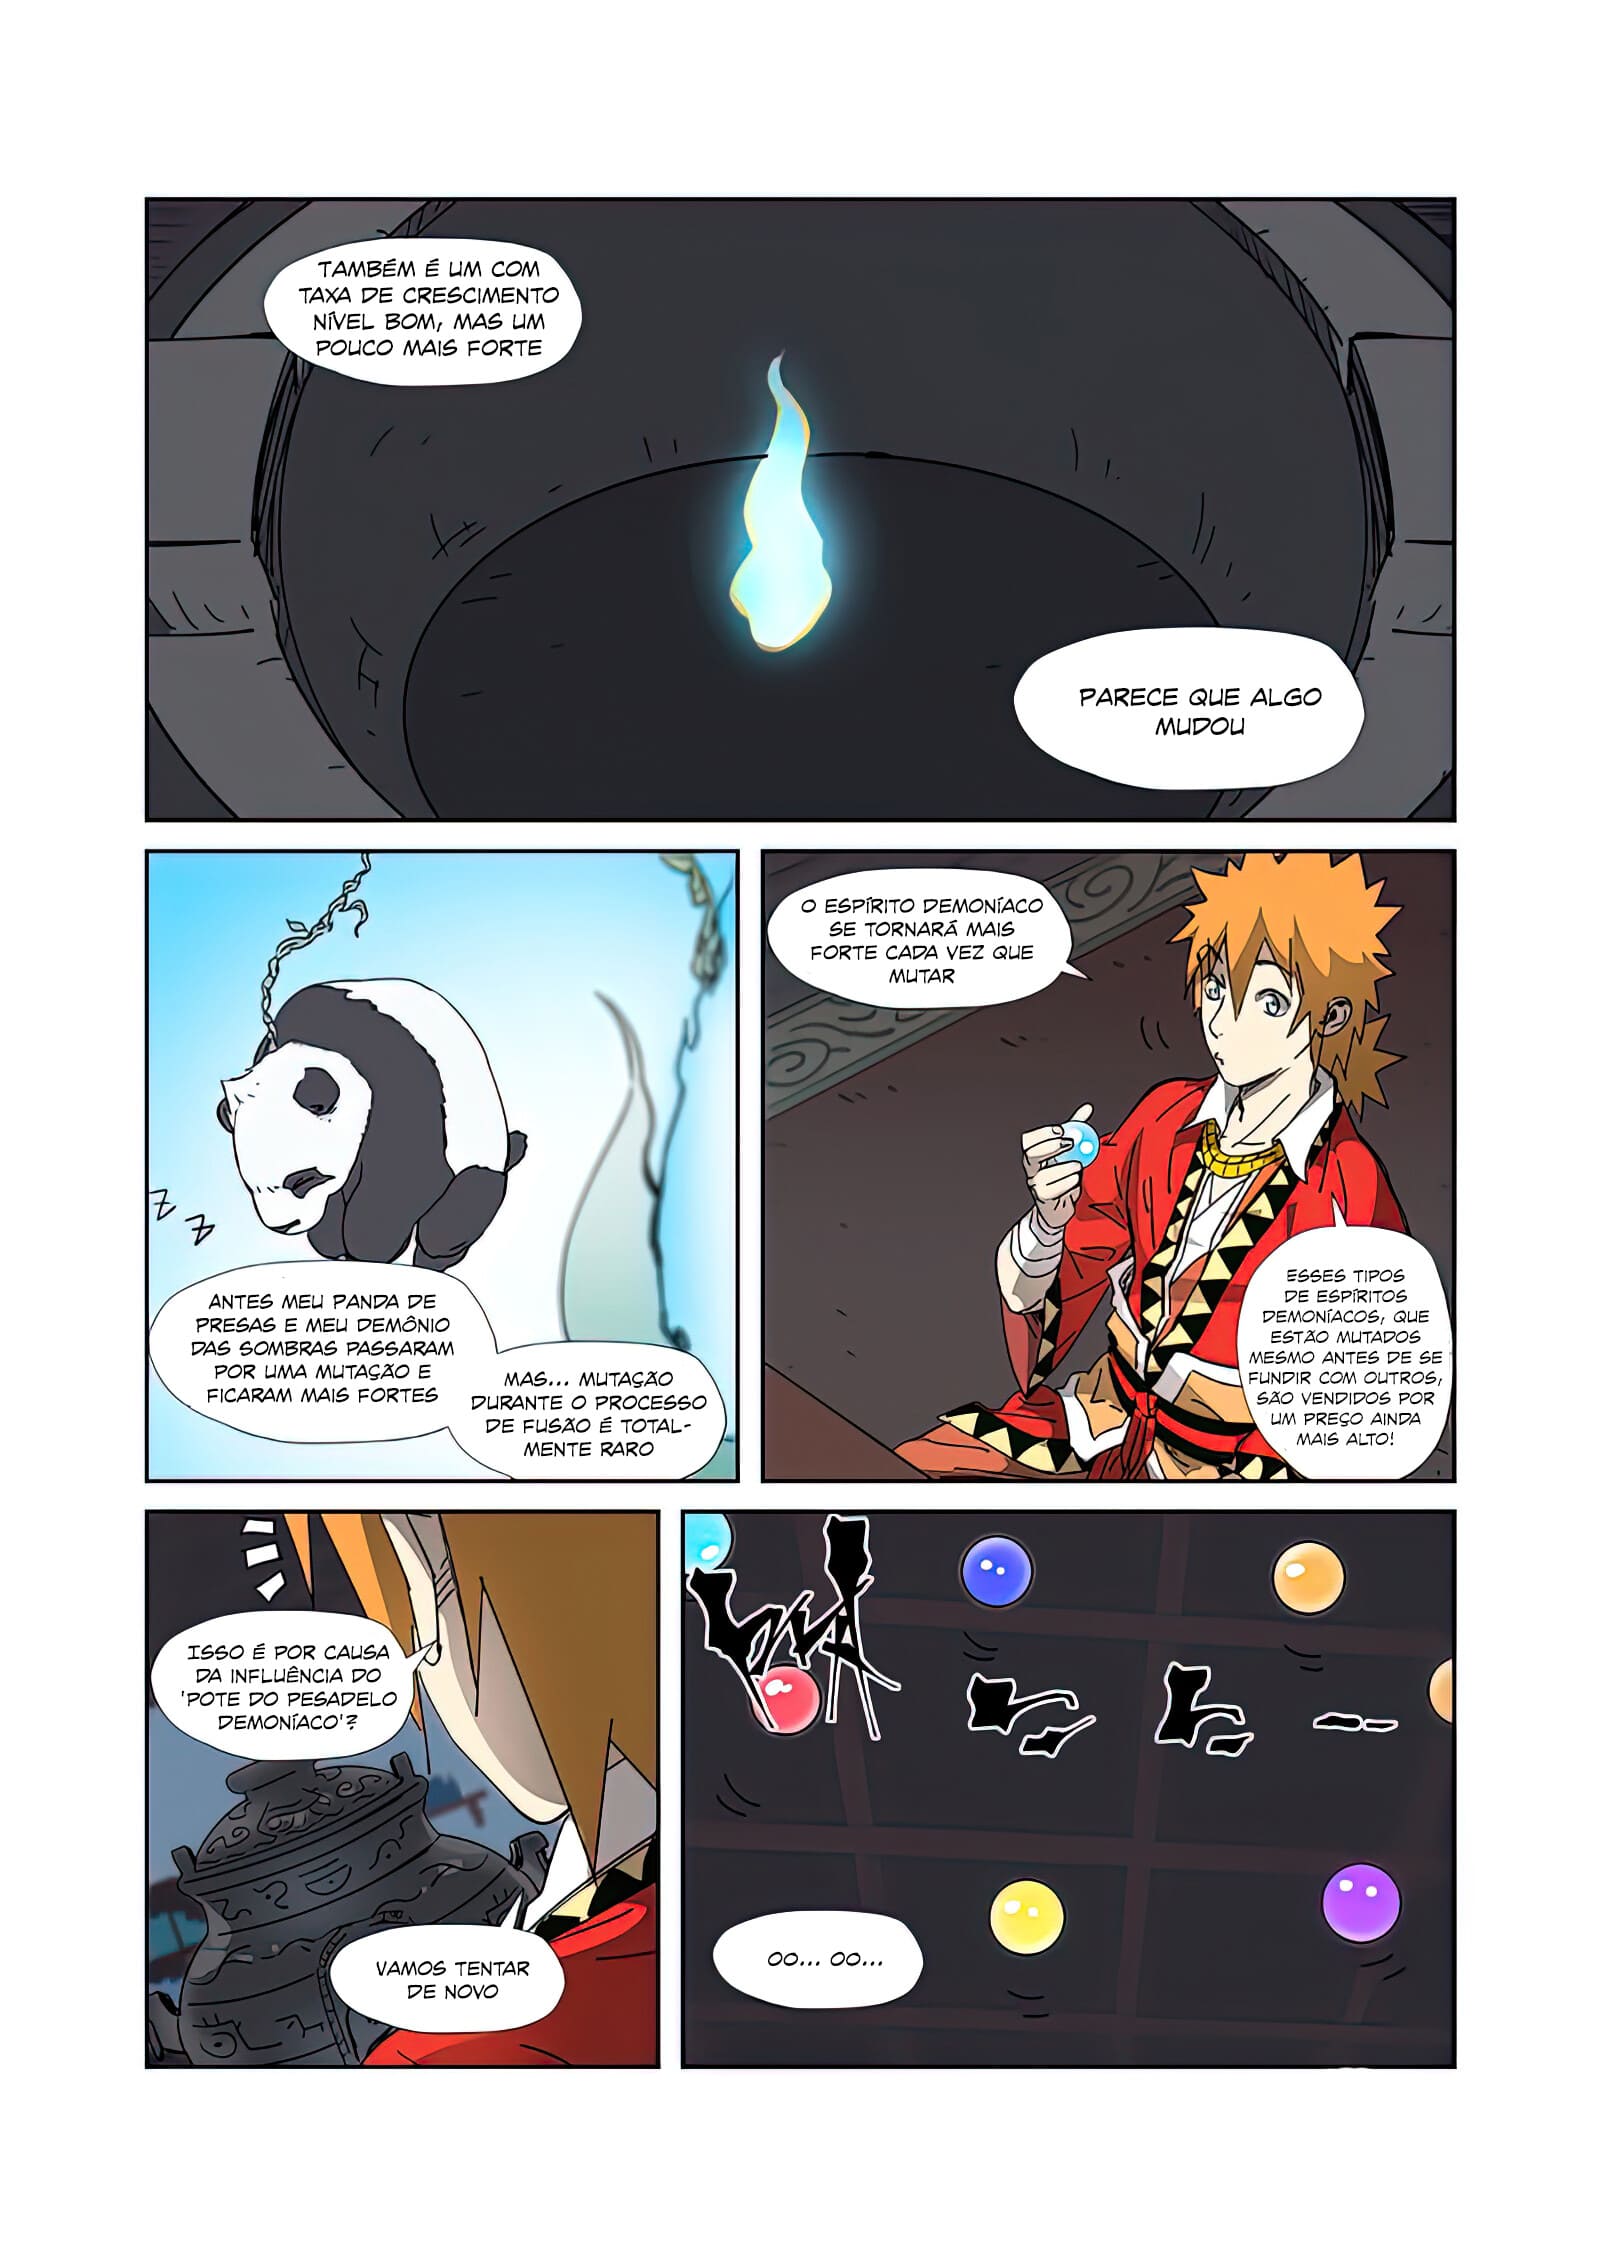 TAMBÉM É UM COM
TAXA DE CRESCIMENTO
NÍVEL BOM, MAS UM
POUCO MAIS FORTE
PARECE QUE ALGO
MUDOU
Z
Z
Z
ANTES MEU PANDA DE
PRESAS E MEU DEMÔNIO
DAS SOMBRAS PASSARAM
POR UMA MUTAÇÃO E
FICARAM MAIS FORTES
MAS... MUTAÇÃO
DURANTE O PROCESSO
DE FUSÃO É TOTAL-
MENTE RARO
O ESPÍRITO DEMONÍACO
SE TORNARÁ MAIS
FORTE CADA VEZ QUE
MUTAR
ESSES TIPOS
DE ESPÍRITOS
DEMONÍACOS, QUE
ESTÃO MUTADOS
MESMO ANTES DE SE
FUNDIR COM OUTROS,
SÃO VENDIDOS POR
UM PREÇO AINDA
MAIS ALTO!
ISSO É POR CAUSA
DA INFLUÊNCIA DO
'POTE DO PESADELO
DEMONÍACO'?
VAMOS TENTAR
DE NOVO
OO... OO...